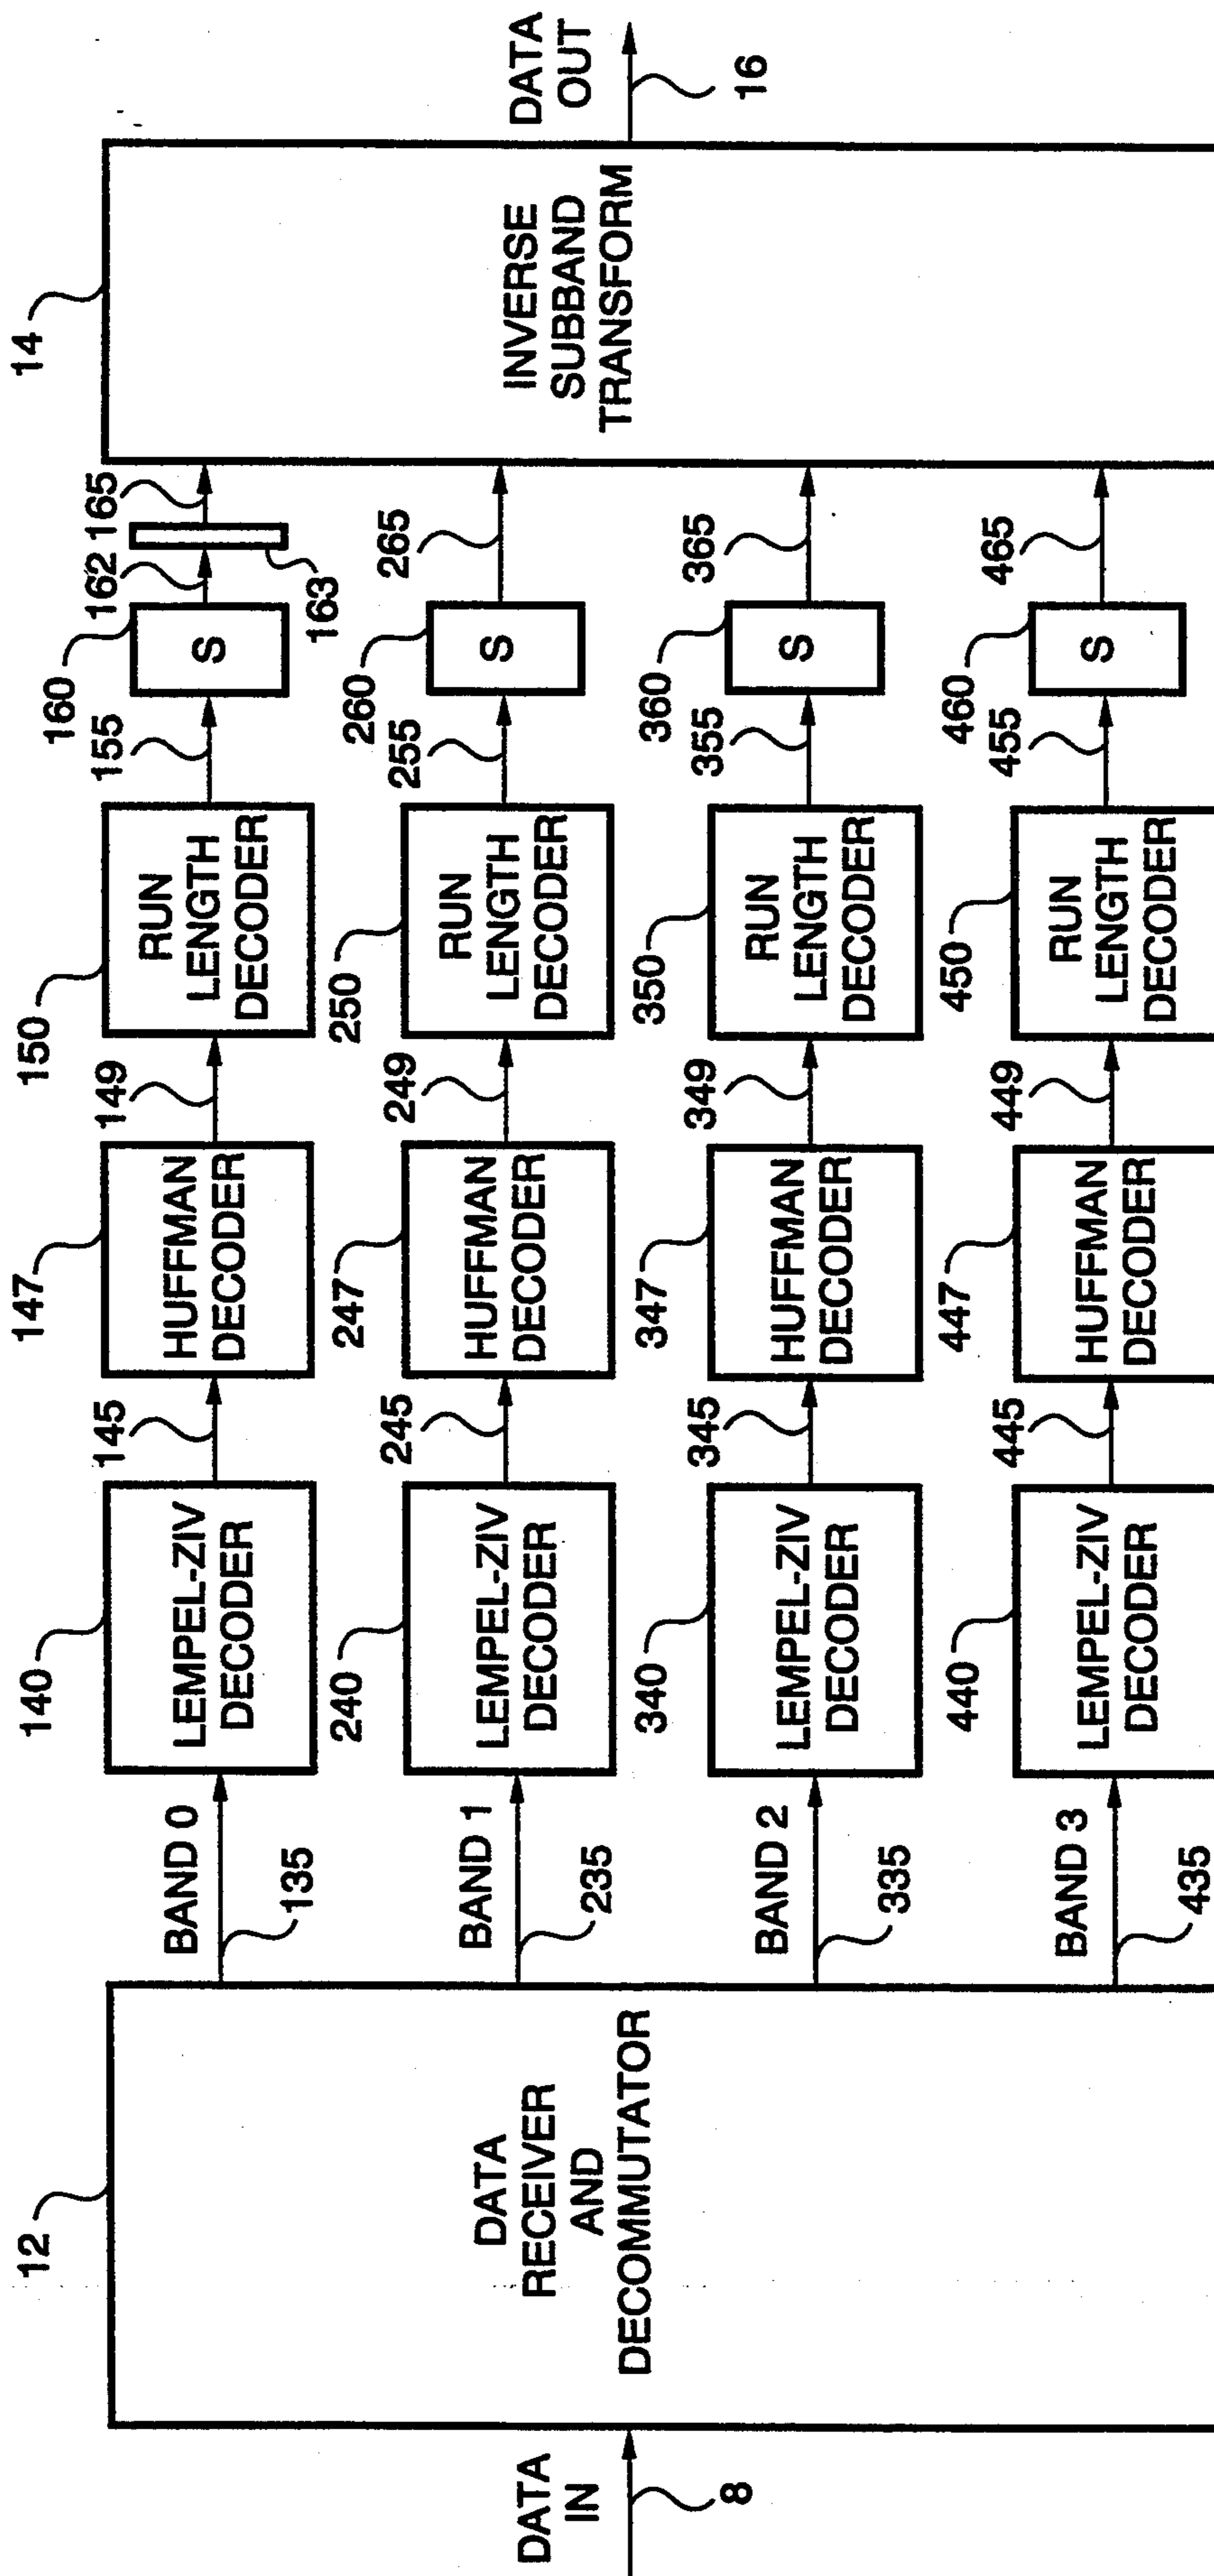 12
14
DATA
IN
8
DATA
RECEIVER
AND
DECOMMUTATOR
INVERSE
SUBBAND
TRANSFORM
DATA
OUT
16
BAND 0
135
140
LEMPEL-ZIV
DECODER
145
147
HUFFMAN
DECODER
149
150
RUN
LENGTH
DECODER
155
160
S
162
163
165
BAND 1
235
240
LEMPEL-ZIV
DECODER
245
247
HUFFMAN
DECODER
249
250
RUN
LENGTH
DECODER
255
260
S
265
BAND 2
335
340
LEMPEL-ZIV
DECODER
345
347
HUFFMAN
DECODER
349
350
RUN
LENGTH
DECODER
355
360
S
365
BAND 3
435
440
LEMPEL-ZIV
DECODER
445
447
HUFFMAN
DECODER
449
450
RUN
LENGTH
DECODER
455
460
S
465